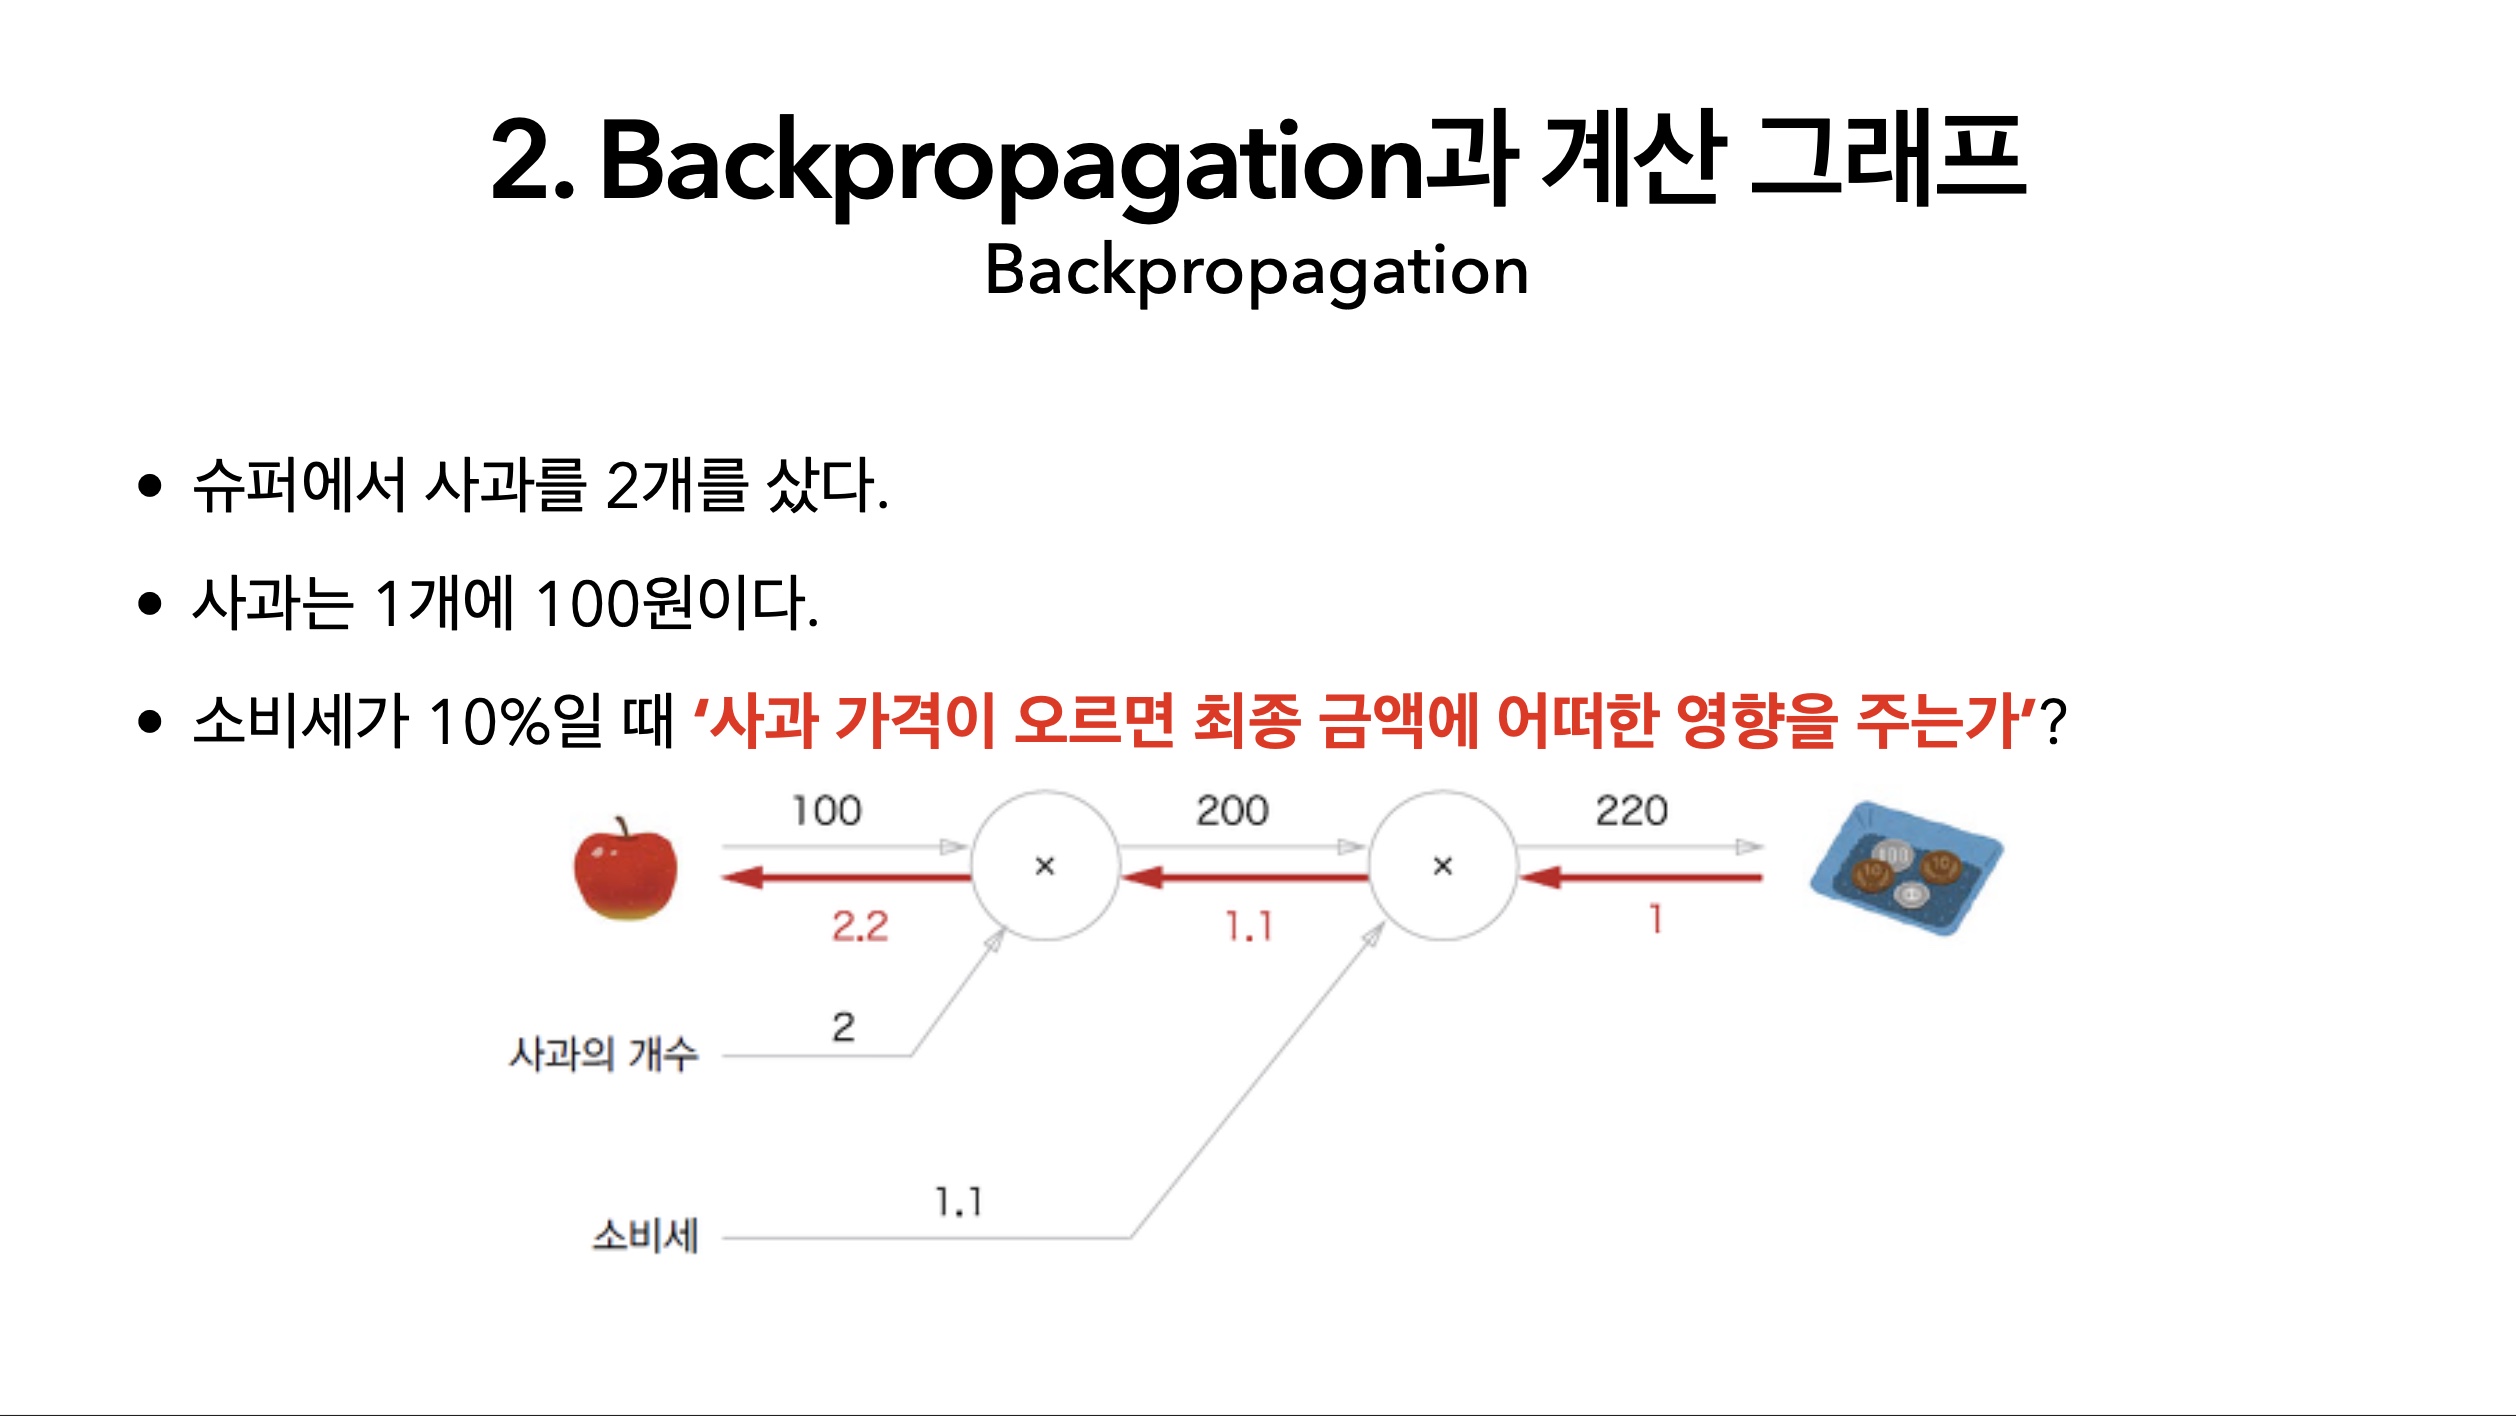 2. Backpropagation과 계산 그래프
Backpropagation
• 슈퍼에서 사과를 2개를 샀다.
• 사과는 1개에 100원이다.
• 소비세가 10%일 때 ‘사과 가격이 오르면 최종 금액에 어떠한 영향을 주는가’?
100 200 220
× ×
100 10 10 1
2.2 1.1 1
2
사과의 개수
1.1
소비세